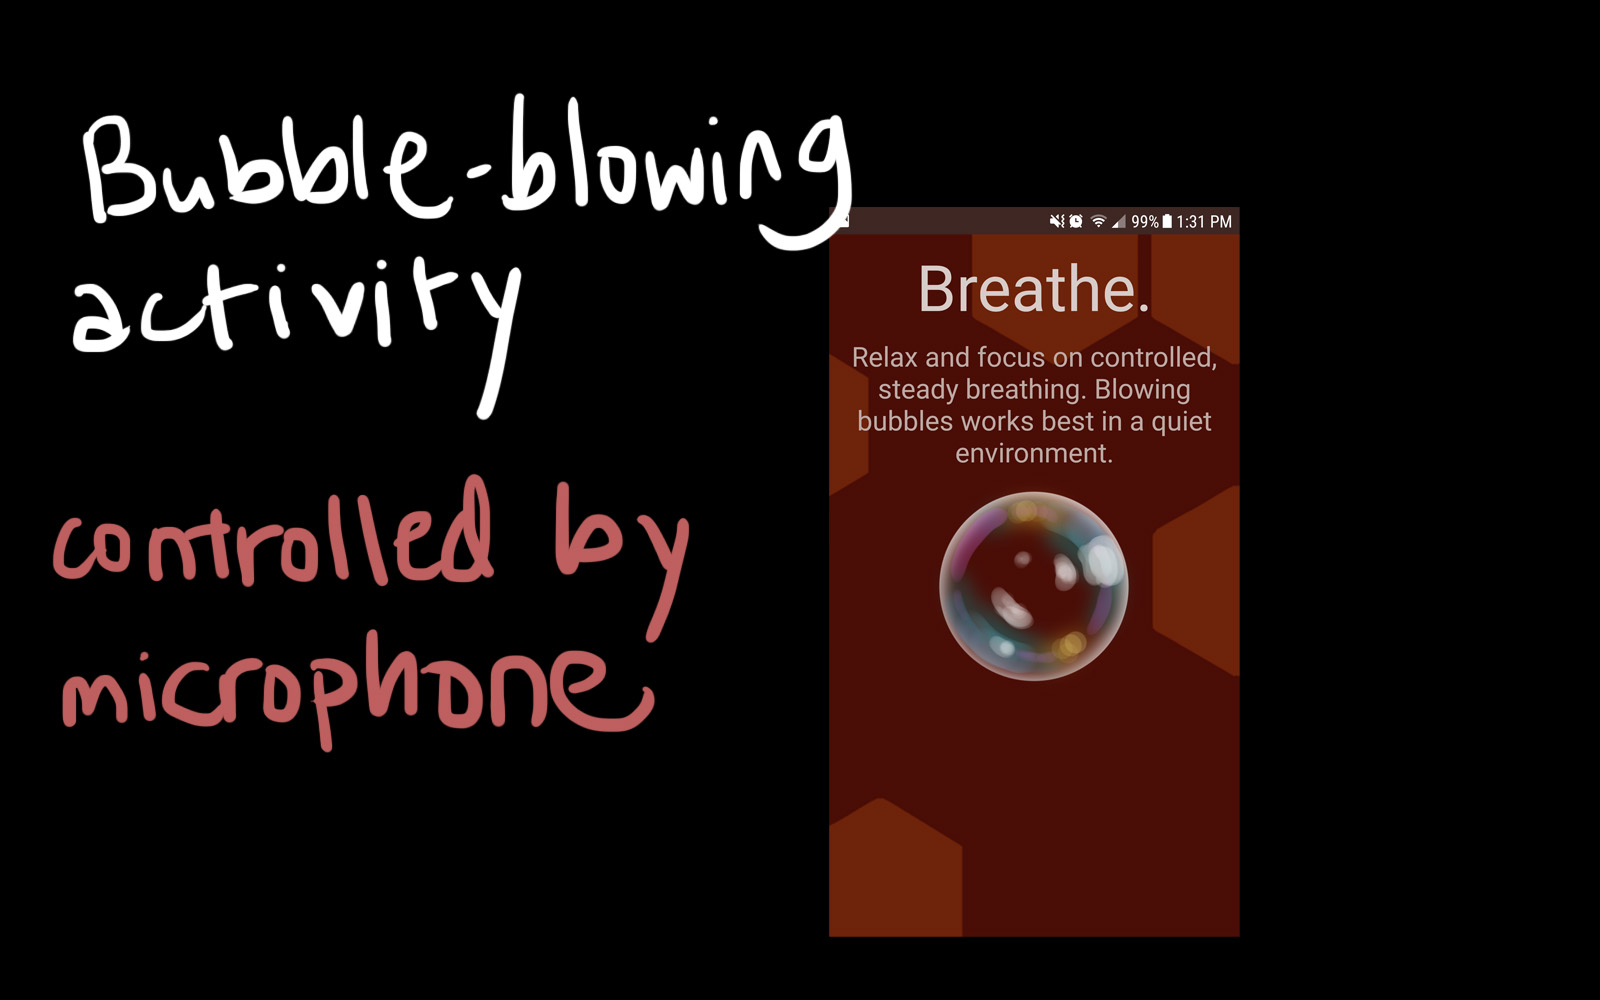 Bubble-blowing
activity
controlled by
microphone
99% 1:31 PM
Breathe.
Relax and focus on controlled,
steady breathing. Blowing
bubbles works best in a quiet
environment.